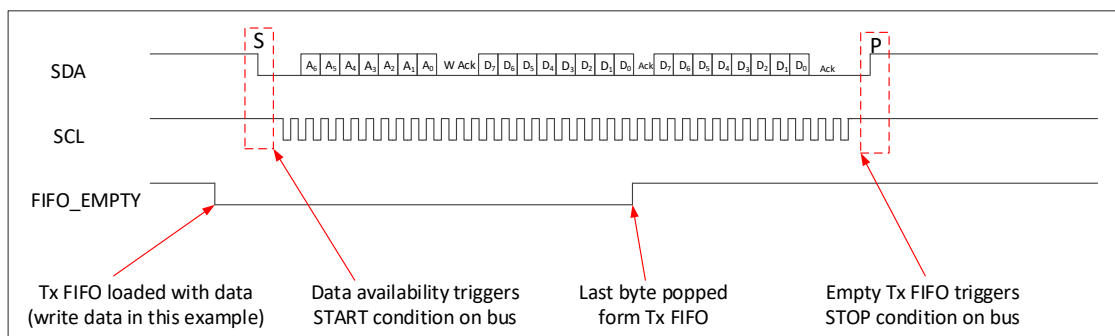 S
P
SDA
A6 A5 A4 A3 A2 A1 A0 W Ack D7 D6 D5 D4 D3 D2 D1 D0 Ack D7 D6 D5 D4 D3 D2 D1 D0 Ack
SCL
FIFO_EMPTY
Tx FIFO loaded with data
(write data in this example)
Data availability triggers
START condition on bus
Last byte popped
form Tx FIFO
Empty Tx FIFO triggers
STOP condition on bus